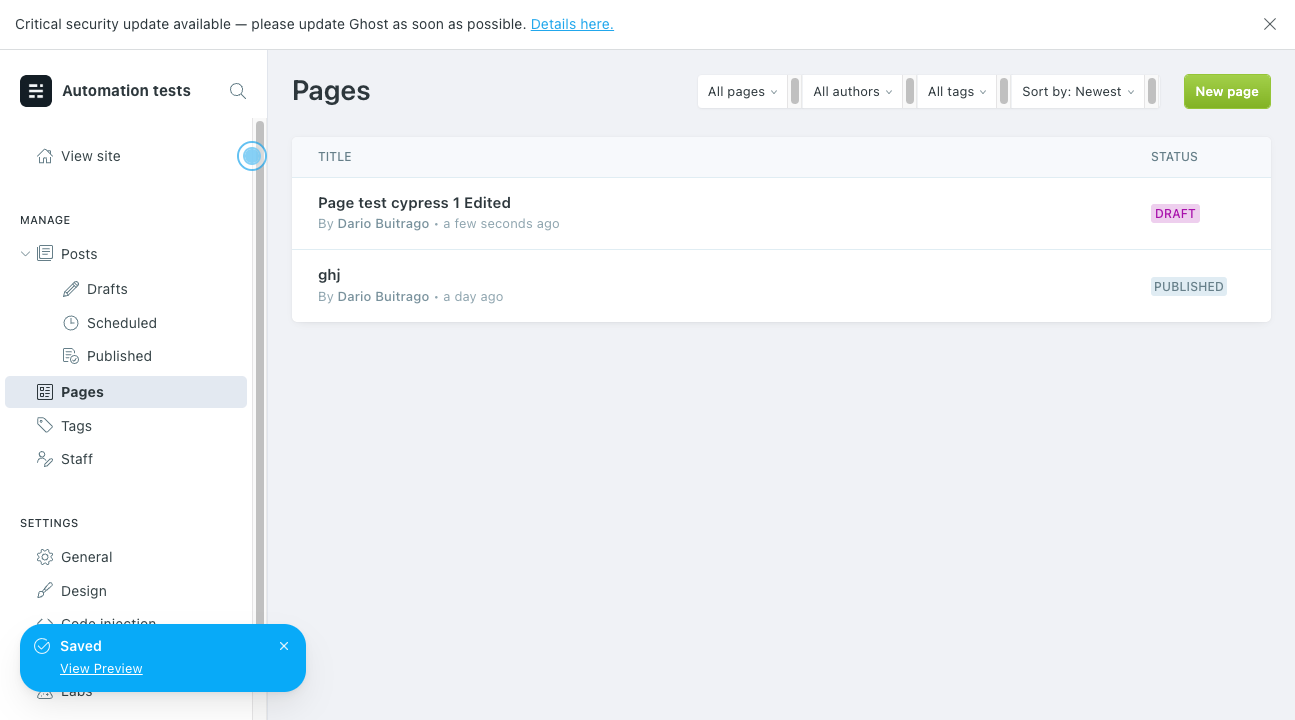 Critical security update available — please update Ghost as soon as possible. Details here.
Automation tests
View site
MANAGE
Posts
Drafts
Scheduled
Published
Pages
Tags
Staff
SETTINGS
General
Design
Code injection
Labs
Saved
View Preview
Pages
All pages
All authors
All tags
Sort by: Newest
New page
TITLE
STATUS
Page test cypress 1 Edited
By Dario Buitrago • a few seconds ago
DRAFT
ghj
By Dario Buitrago • a day ago
PUBLISHED